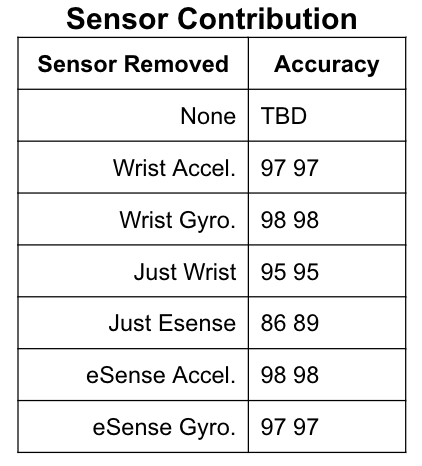 Sensor Contribution
Sensor Removed Accuracy
None TBD
Wrist Accel. 97 97
Wrist Gyro. 98 98
Just Wrist 95 95
Just Esense 86 89
eSense Accel. 98 98
eSense Gyro. 97 97